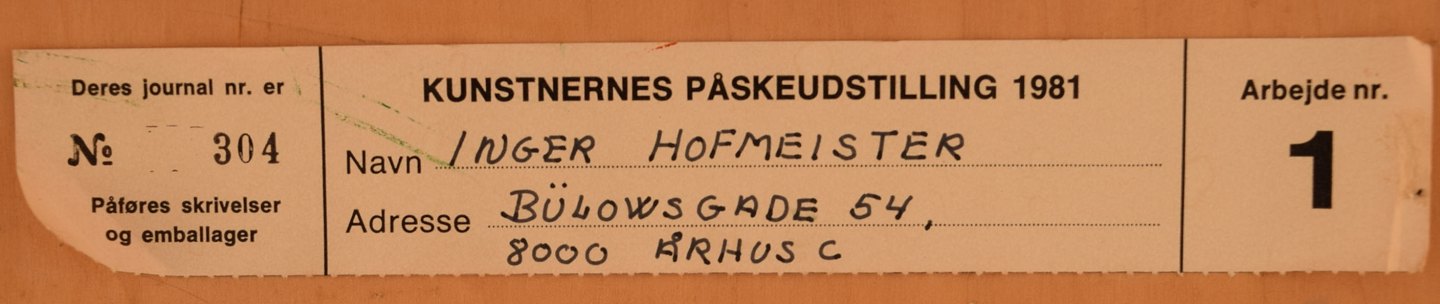 Deres journal nr. er
№ 304
Påføres skrivelser
og emballager
KUNSTNERNES PÅSKEUDSTILLING 1981
Navn INGER HOFMEISTER
Adresse BÜLOWSGADE 54,
8000 ÅRHUS C
Arbejde nr.
1